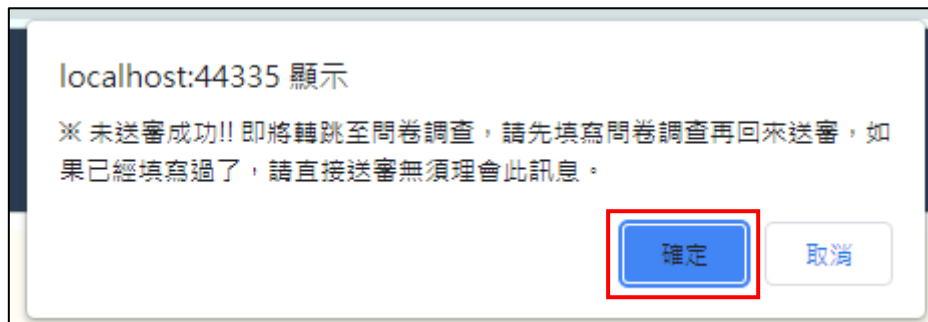 localhost:44335 顯示
※ 未送審成功!! 即將轉跳至問卷調查，請先填寫問卷調查再回來送審，如
果已經填寫過了，請直接送審無須理會此訊息。
確定
取消